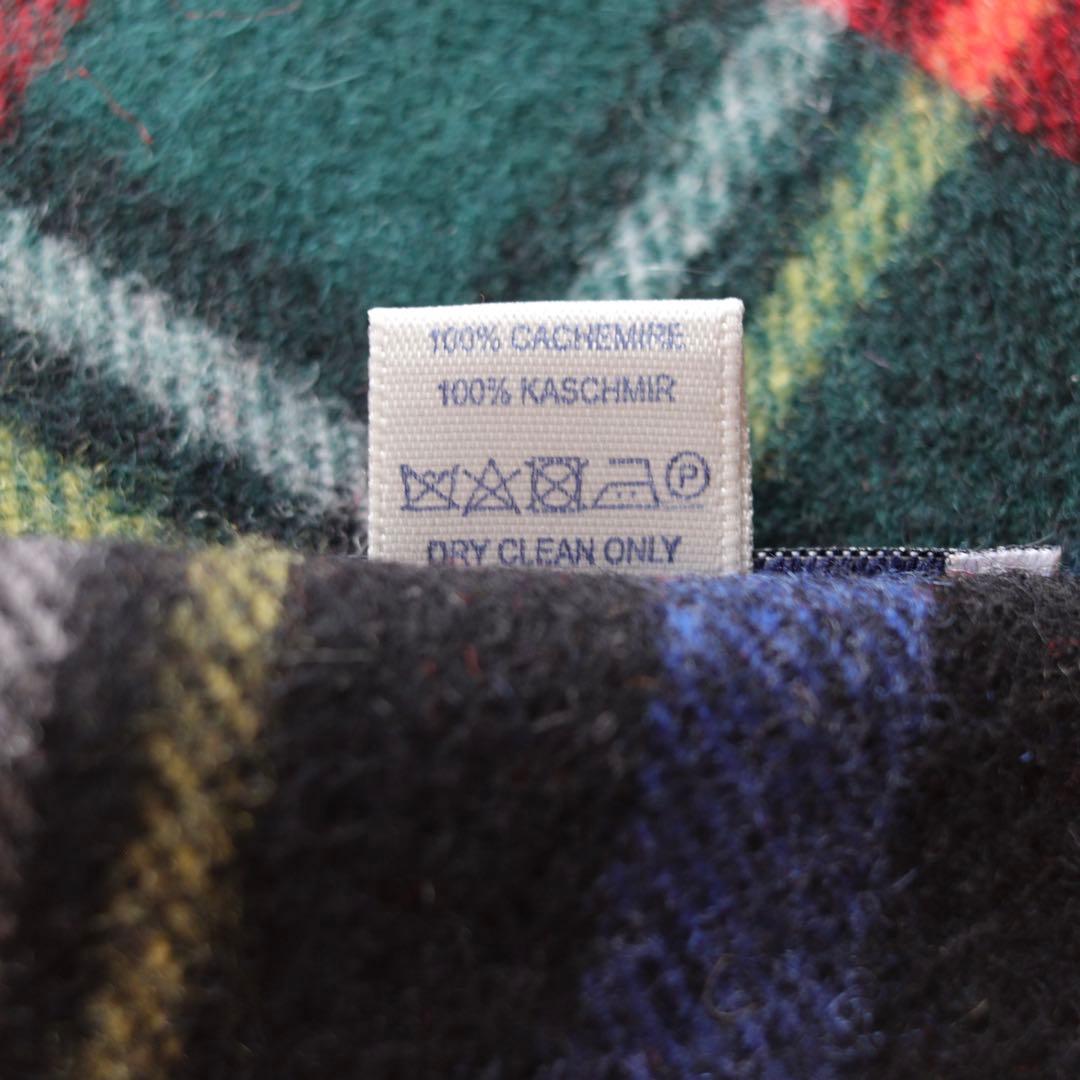 100% CACHEMIRE
100% KASCHMIR
P
DRY CLEAN ONLY